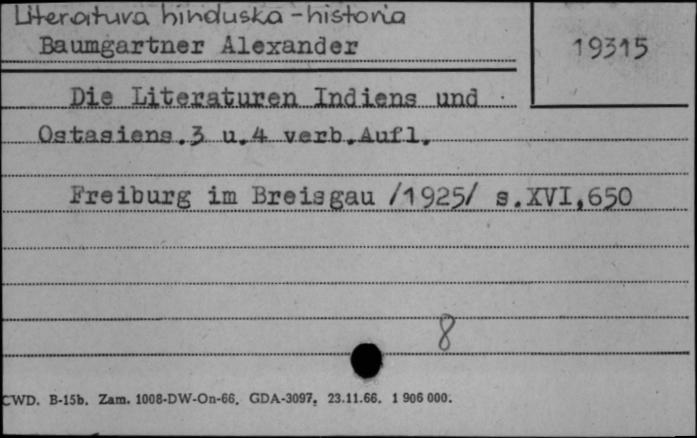 Literatura hinduska - historia
Baumgartner Alexander
19315
Die Literaturen Indiens und
Ostasiens.3 u.4 verb.Aufl.
Freiburg im Breisgau /1925/ s.XVI,650
8
CWD. B-15b. Zam. 1008-DW-On-66. GDA-3097. 23.11.66. 1 906 000.